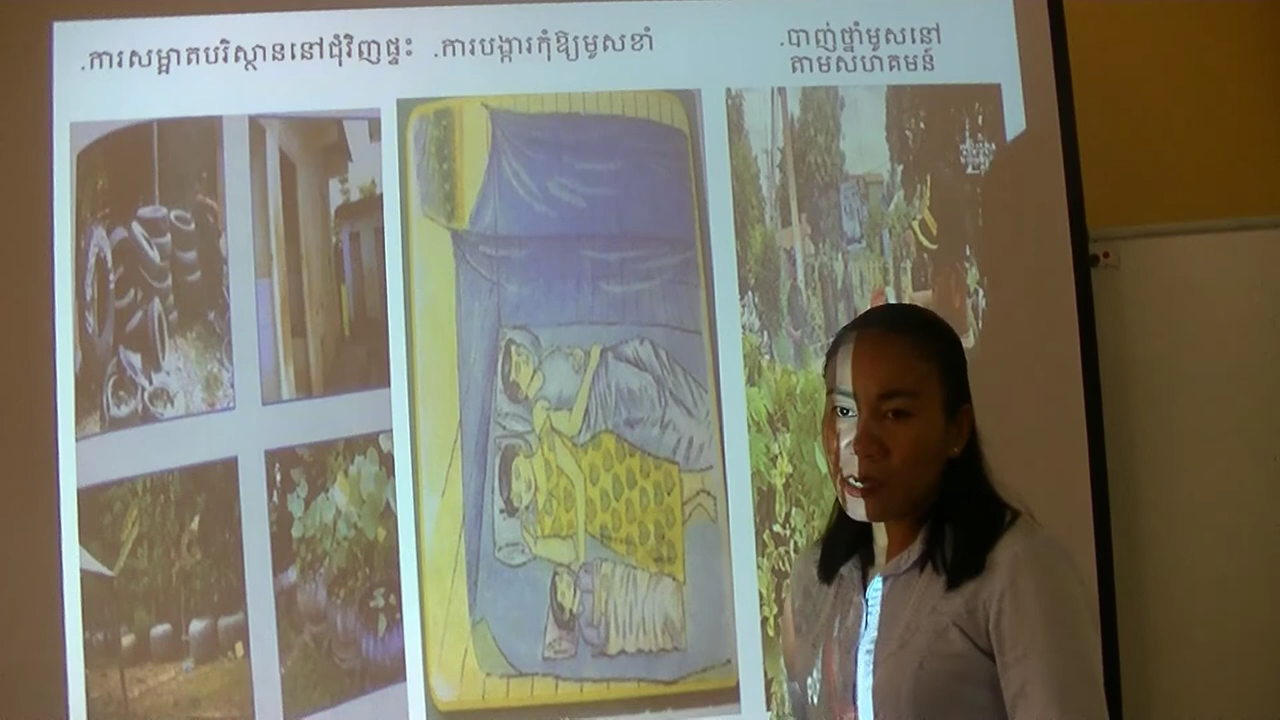 .ការសម្អាតបរិស្ថាននៅជុំវិញផ្ទះ
.ការបង្ការកុំឱ្យមូសខាំ
.បាញ់ថ្នាំមូសនៅ
តាមសហគមន៍